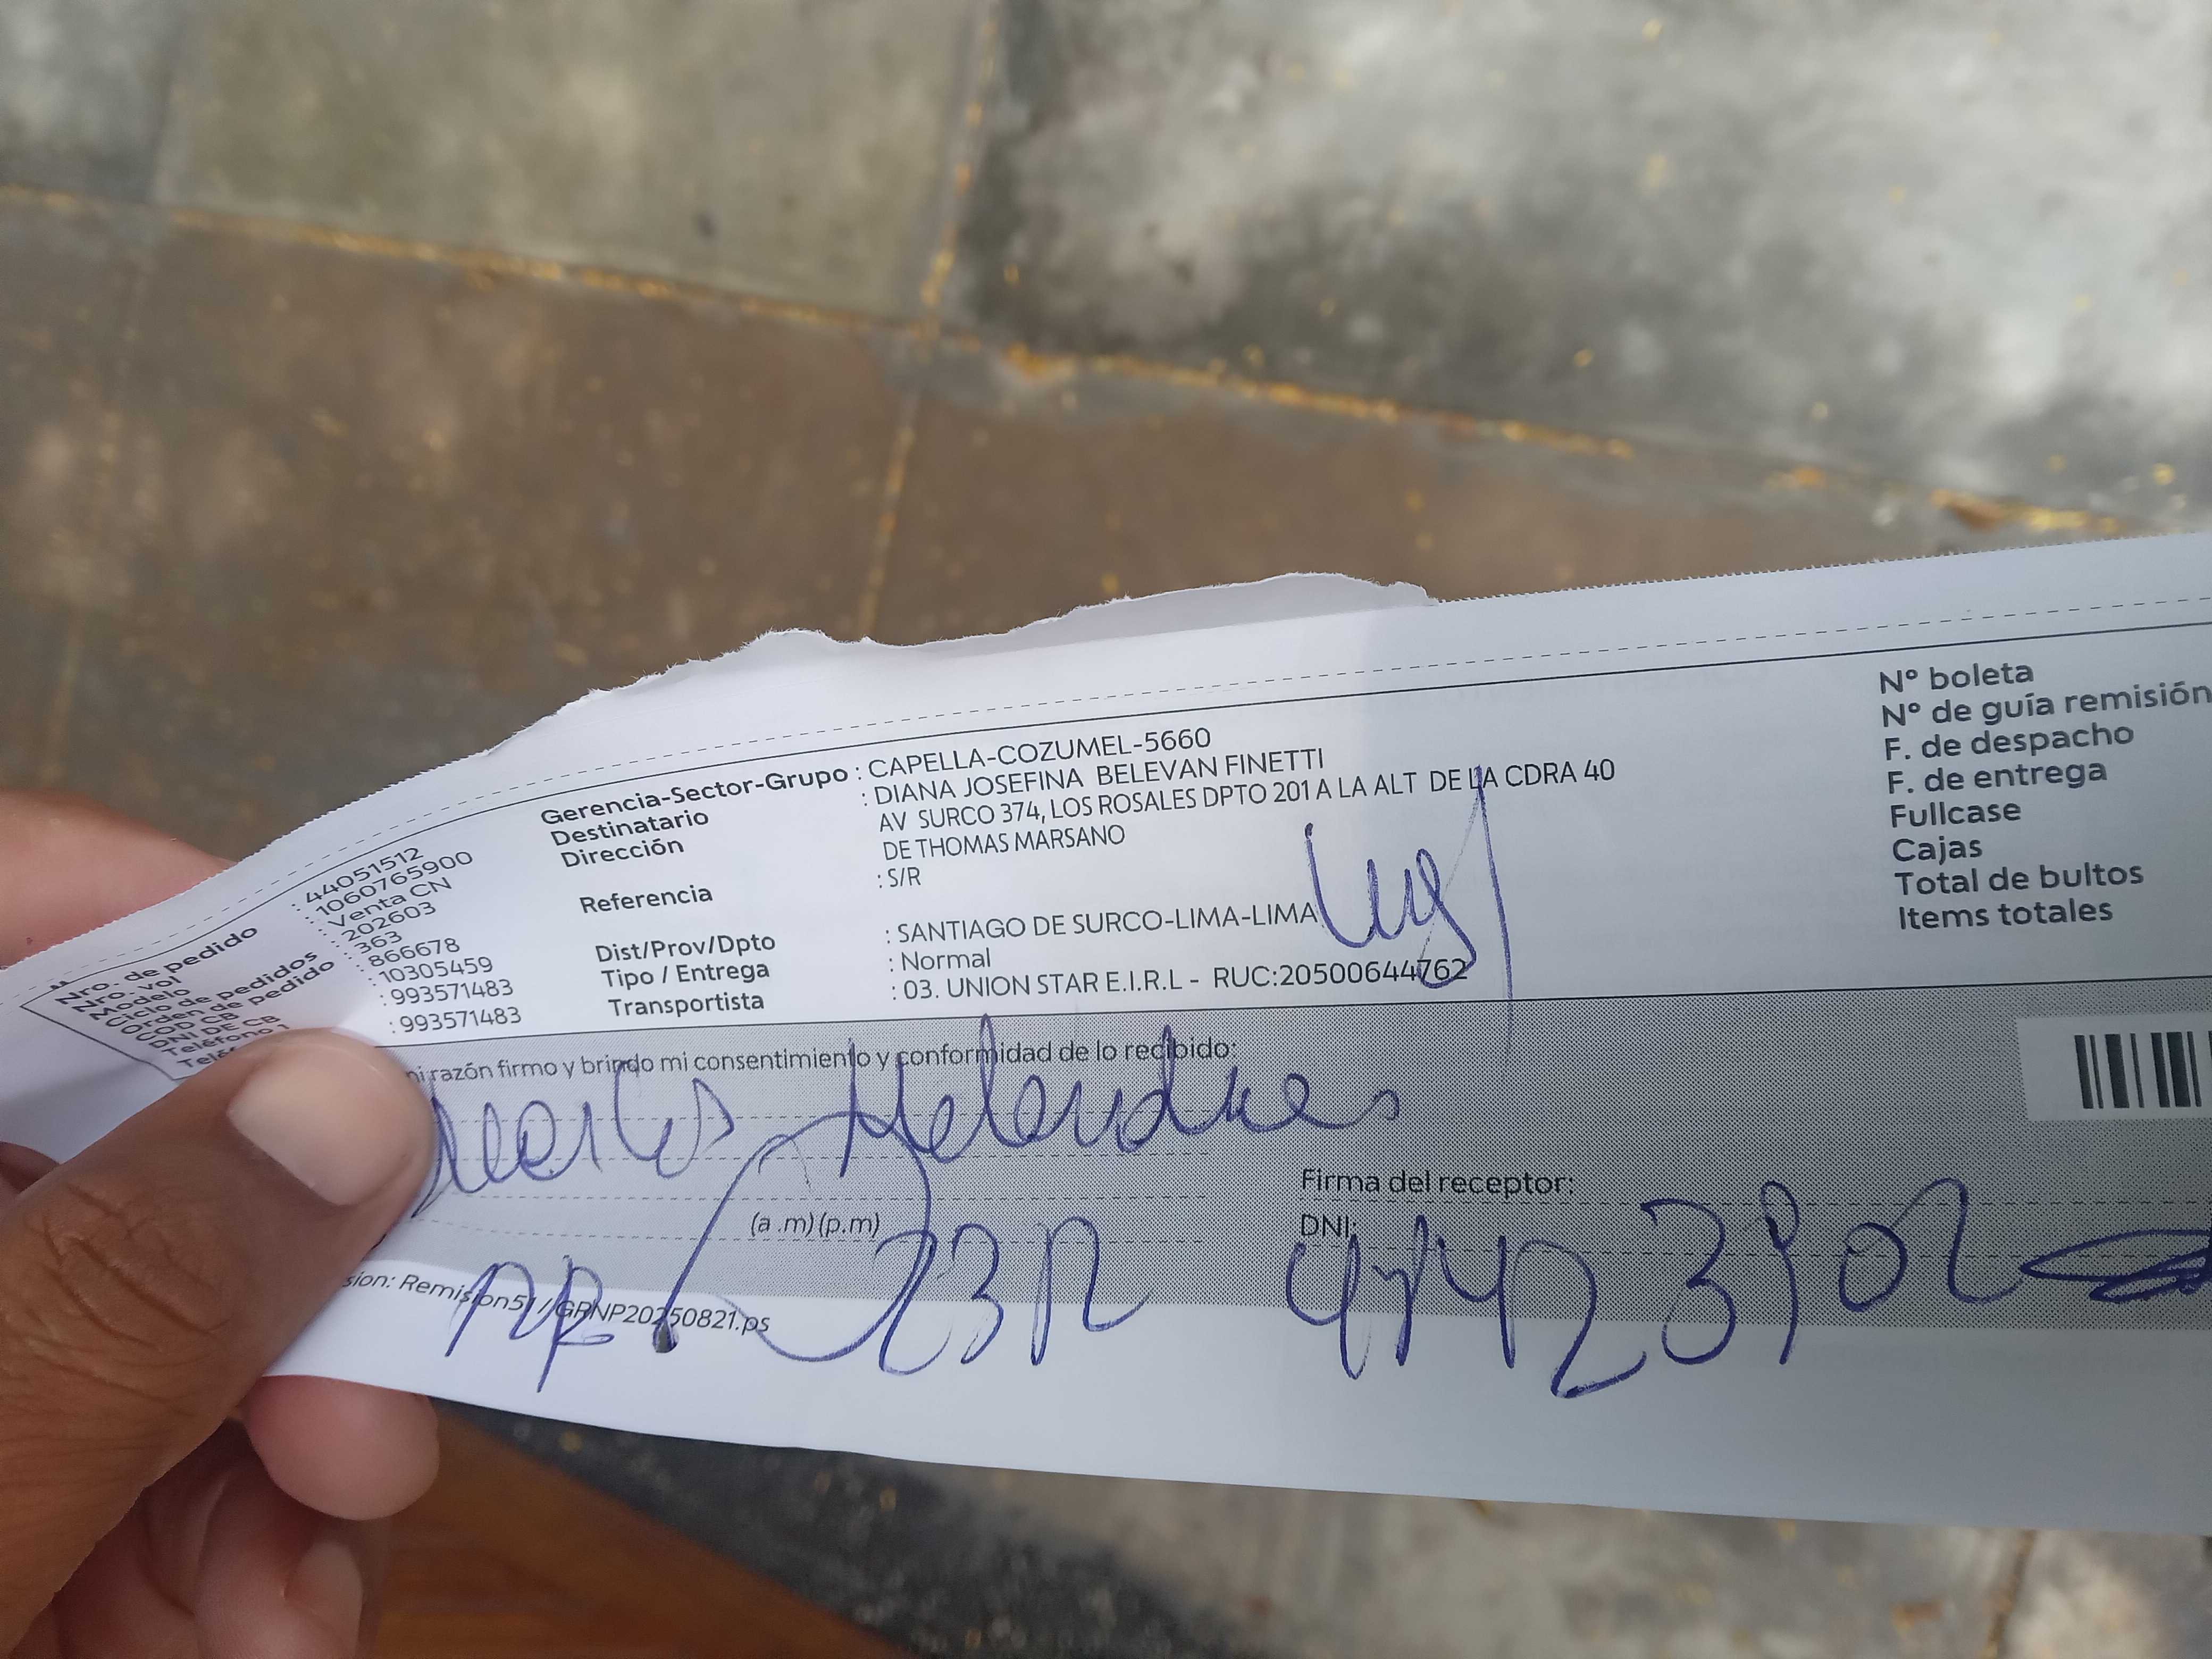 Nro. de pedido : 44051512
Nro. vol : 1060765900
Modelo : Venta CN
Ciclo de pedidos : 202603
Orden de pedido : 363
COD CB : 866678
DNI DE CB : 10305459
Teléfono 1 : 993571483
: 993571483
Gerencia-Sector-Grupo : CAPELLA-COZUMEL-5660
Destinatario : DIANA JOSEFINA BELEVAN FINETTI
Dirección AV SURCO 374, LOS ROSALES DPTO 201 A LA ALT DE LA CDRA 40
DE THOMAS MARSANO
Referencia : S/R
Dist/Prov/Dpto : SANTIAGO DE SURCO-LIMA-LIMA
Tipo / Entrega : Normal
Transportista : 03. UNION STAR E.I.R.L - RUC:20500644762
N° boleta
N° de guía remisión
F. de despacho
F. de entrega
Fullcase
Cajas
Total de bultos
Items totales
razón firmo y brindo mi consentimiento y conformidad de lo recibido:
Firma del receptor:
(a .m) (p.m)
DNI:
sion: Remision51//GRNP20250821.ps